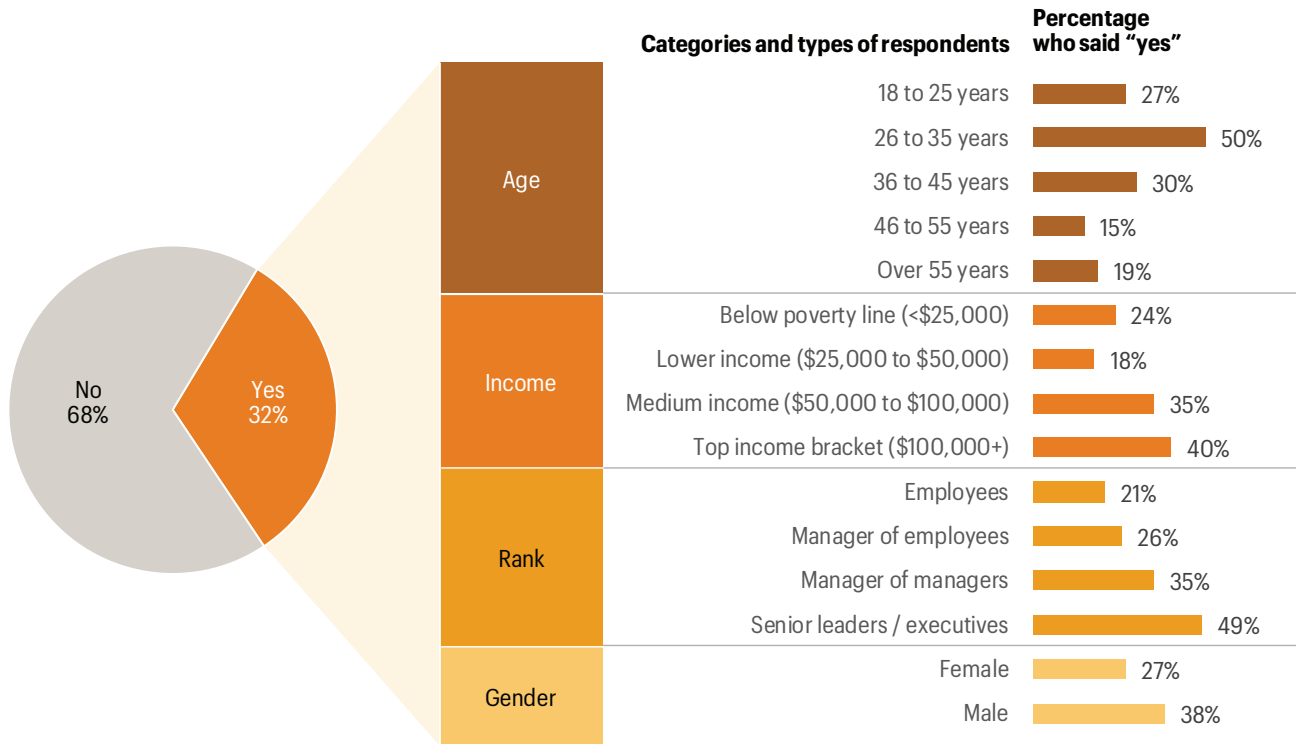 Categories and types of respondents
Percentage
who said “yes”
No
68%
Yes
32%
Age
18 to 25 years 27%
26 to 35 years 50%
36 to 45 years 30%
46 to 55 years 15%
Over 55 years 19%
Income
Below poverty line (<$25,000) 24%
Lower income ($25,000 to $50,000) 18%
Medium income ($50,000 to $100,000) 35%
Top income bracket ($100,000+) 40%
Rank
Employees 21%
Manager of employees 26%
Manager of managers 35%
Senior leaders / executives 49%
Gender
Female 27%
Male 38%